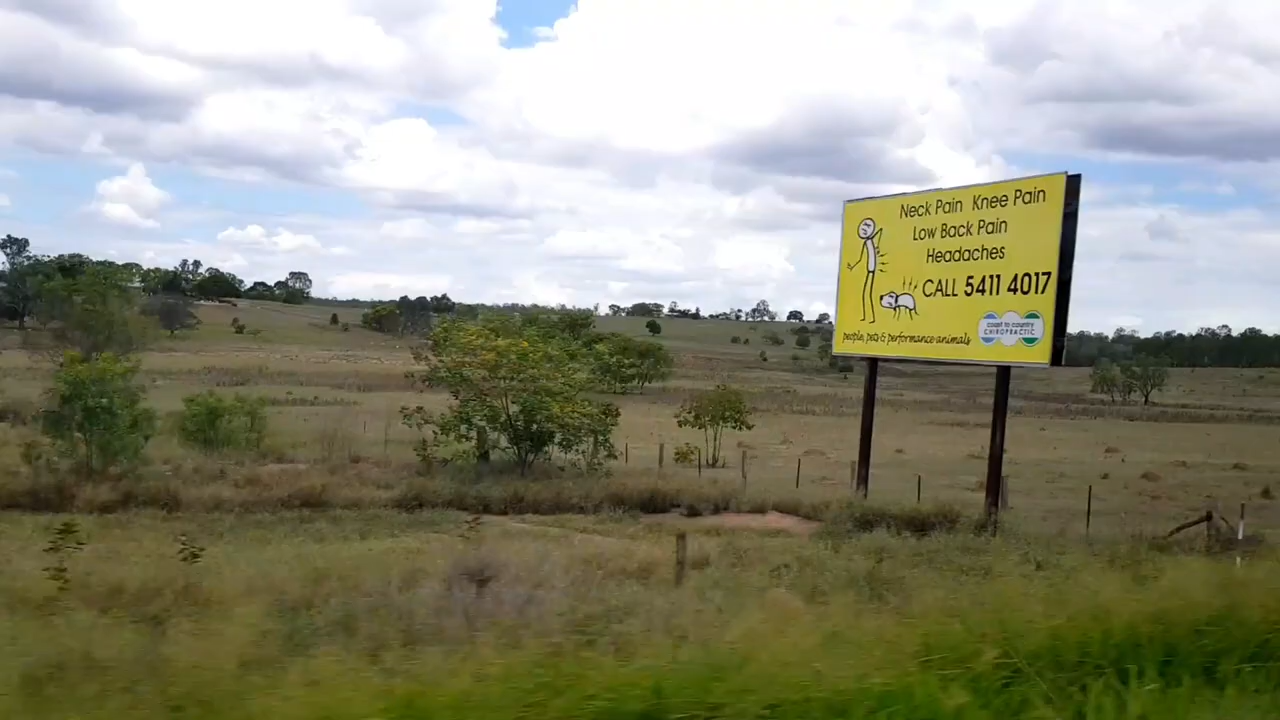 Neck Pain Knee Pain
Low Back Pain
Headaches
CALL 5411 4017
people, pets & performance animals
coast to country
CHIROPRACTIC